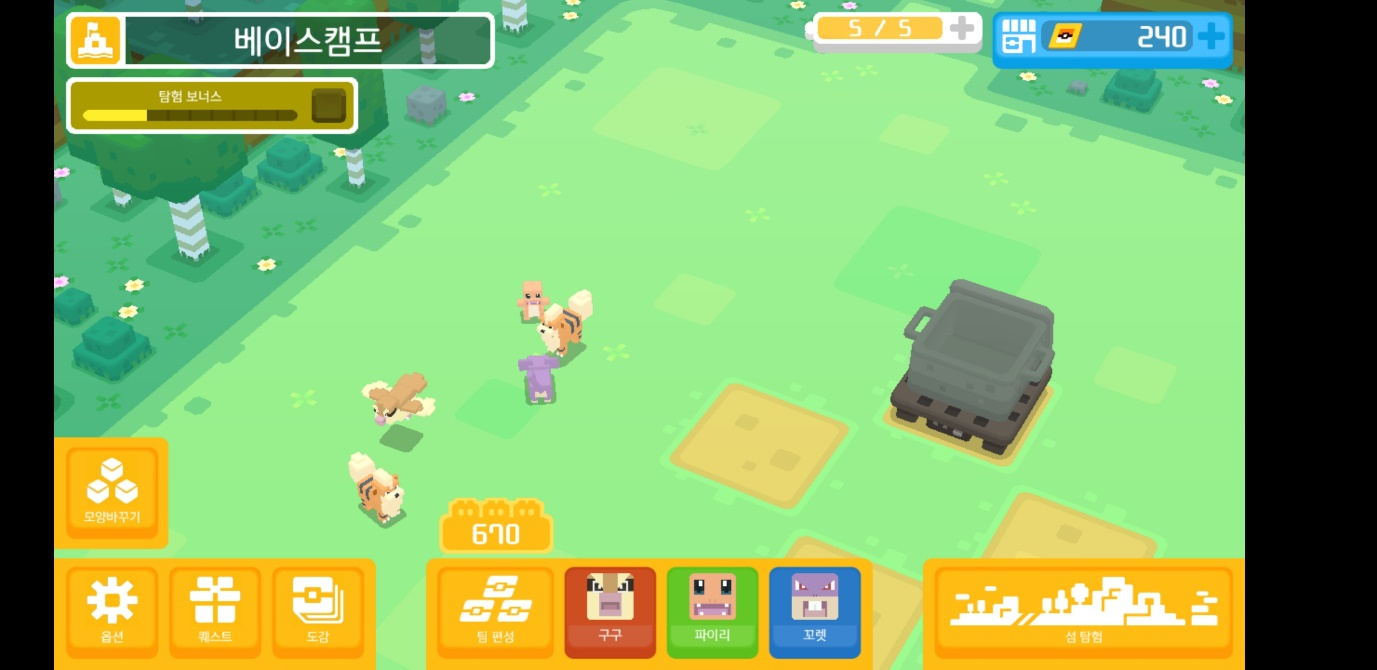 베이스캠프
5 / 5
240
탐험 보너스
모양바꾸기
670
옵션
퀘스트
도감
팀 편성
구구
파이리
꼬렛
섬 탐험